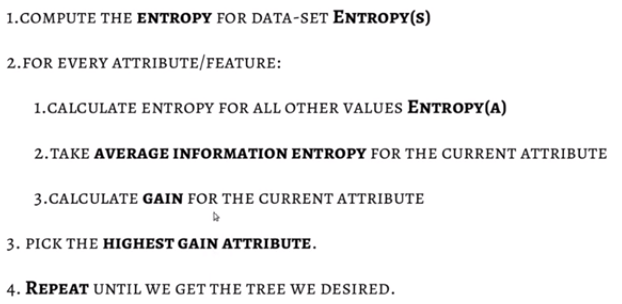 1.COMPUTE THE ENTROPY FOR DATA-SET ENTROPY(S)
2.FOR EVERY ATTRIBUTE/FEATURE:
1.CALCULATE ENTROPY FOR ALL OTHER VALUES ENTROPY(A)
2.TAKE AVERAGE INFORMATION ENTROPY FOR THE CURRENT ATTRIBUTE
3.CALCULATE GAIN FOR THE CURRENT ATTRIBUTE
3. PICK THE HIGHEST GAIN ATTRIBUTE.
4. REPEAT UNTIL WE GET THE TREE WE DESIRED.